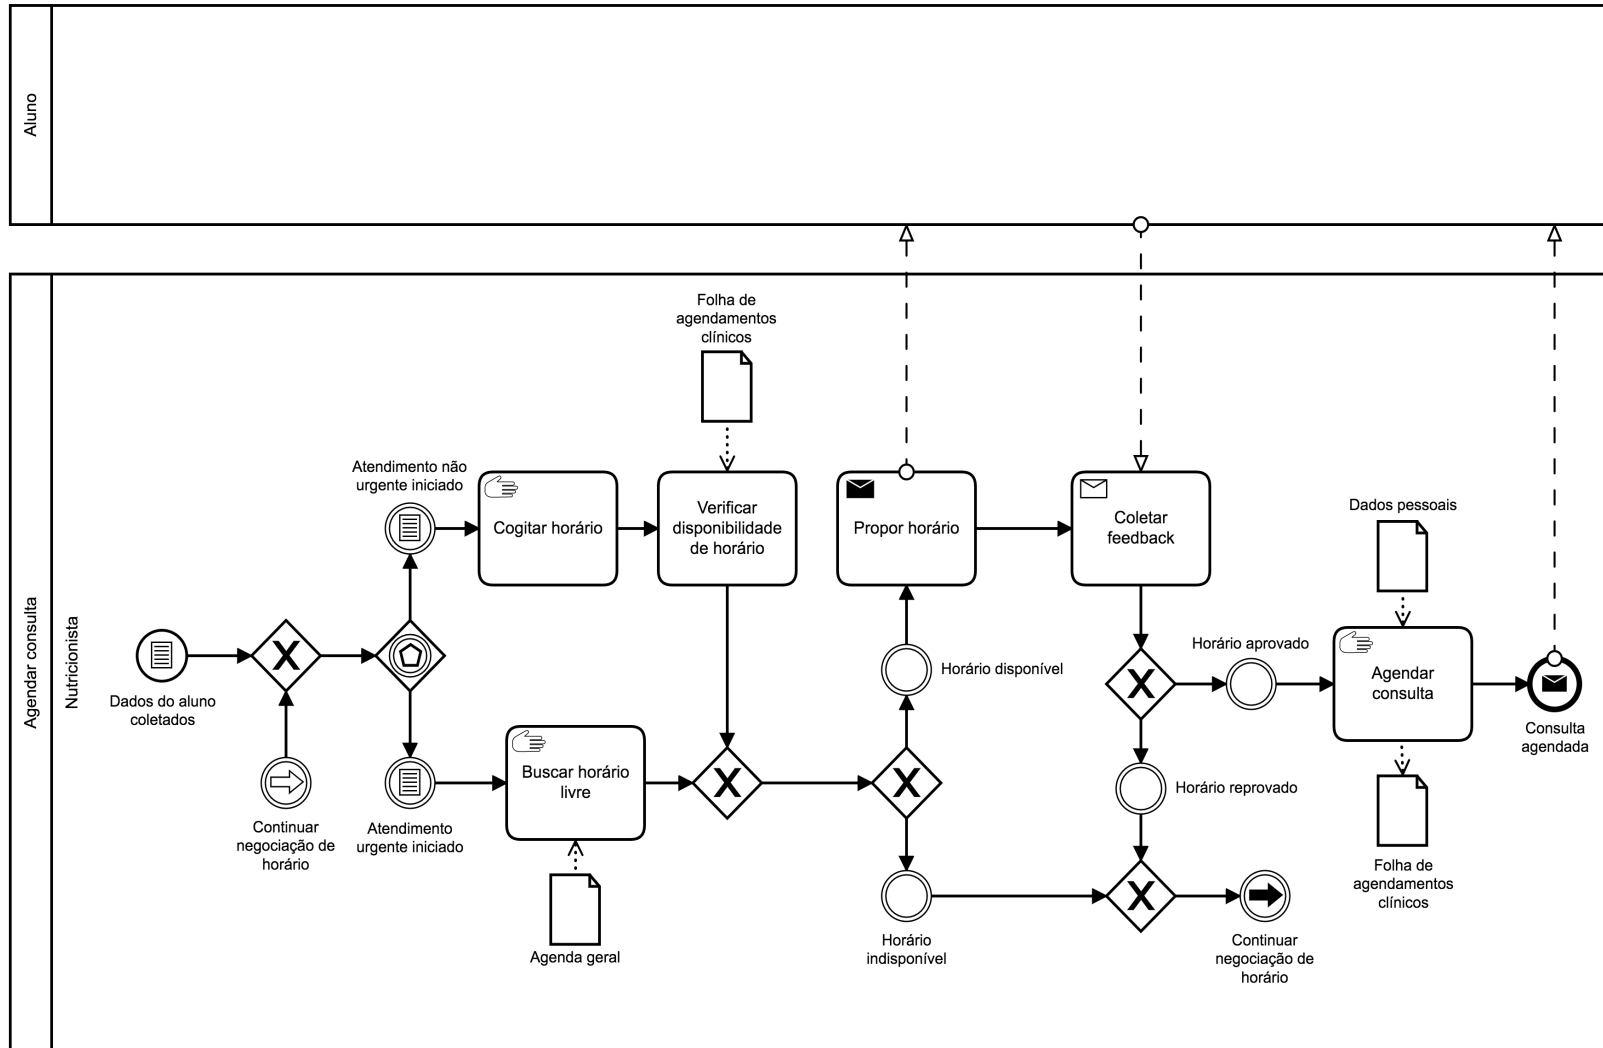 Aluno
Agendar consulta
Nutricionista
Folha de
agendamentos
clínicos
Atendimento não
urgente iniciado
Cogitar horário
Verificar
disponibilidade
de horário
Propor horário
Coletar
feedback
Dados pessoais
Dados do aluno
coletados
Horário disponível
Horário aprovado
Agendar
consulta
Consulta
agendada
Continuar
negociação de
horário
Atendimento
urgente iniciado
Buscar horário
livre
Horário reprovado
Agenda geral
Horário
indisponível
Continuar
negociação de
horário
Folha de
agendamentos
clínicos